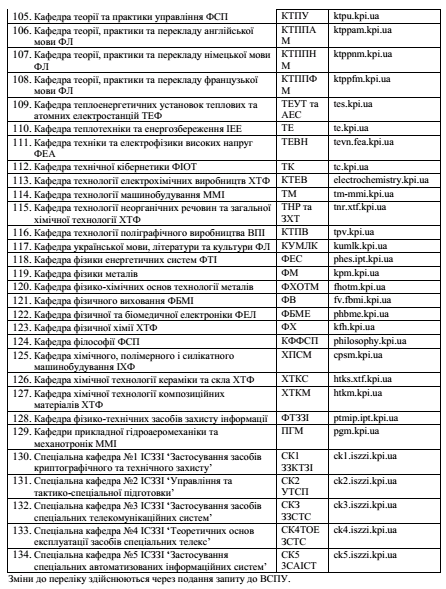 105. Кафедра теорії та практики управління ФСП КТПУ ktpu.kpi.ua
106. Кафедра теорії, практики та перекладу англійської КТППА ktppam.kpi.ua
мови ФЛ М
107. Кафедра теорії, практики та перекладу німецької мови КТППН ktppnm.kpi.ua
ФЛ М
108. Кафедра теорії, практики та перекладу французької КТППФ ktppfm.kpi.ua
мови ФЛ М
109. Кафедра теплоенергетичних установок теплових та ТЕУТ та tes.kpi.ua
атомних електростанцій ТЕФ АЕС
110. Кафедра теплотехніки та енергозбереження ІЕЕ ТЕ te.kpi.ua
111. Кафедра техніки та електрофізики високих напруг ТЕВН tevn.fea.kpi.ua
ФЕА
112. Кафедра технічної кібернетики ФІОТ ТК tc.kpi.ua
113. Кафедра технології електрохімічних виробництв ХТФ КТЕВ electrochemistry.kpi.ua
114. Кафедра технології машинобудування ММІ ТМ tm-mmi.kpi.ua
115. Кафедра технології неорганічних речовин та загальної ТНР та tnr.xtf.kpi.ua
хімічної технології ХТФ ЗХТ
116. Кафедра технології поліграфічного виробництва ВПІ КТПВ tpv.kpi.ua
117. Кафедра української мови, літератури та культури ФЛ КУМЛК kumlk.kpi.ua
118. Кафедра фізики енергетичних систем ФТІ ФЕС phes.ipt.kpi.ua
119. Кафедра фізики металів ФМ kpm.kpi.ua
120. Кафедра фізико-хімічних основ технології металів ФХОТМ fhotm.kpi.ua
121. Кафедра фізичного виховання ФБМІ ФВ fv.fbmi.kpi.ua
122. Кафедра фізичної та біомедичної електроніки ФЕЛ ФБМЕ phbme.kpi.ua
123. Кафедра фізичної хімії ХТФ ФХ kfh.kpi.ua
124. Кафедра філософії ФСП КФФСП philosophy.kpi.ua
125. Кафедра хімічного, полімерного і силікатного ХПСМ cpsm.kpi.ua
машинобудування ІХФ
126. Кафедра хімічної технології кераміки та скла ХТФ ХТКС htks.xtf.kpi.ua
127. Кафедра хімічної технології композиційних ХТКМ htkm.kpi.ua
матеріалів ХТФ
128. Кафедра фізико-технічних засобів захисту інформації ФТЗЗІ ptmip.ipt.kpi.ua
129. Кафедри прикладної гідроаеромеханіки та ПГМ pgm.kpi.ua
механотронік ММІ
130. Спеціальна кафедра №1 ІСЗЗІ ‘Застосування засобів СК1 ck1.iszzi.kpi.ua
криптографічного та технічного захисту’ ЗЗКТЗІ
131. Спеціальна кафедра №2 ІСЗЗІ ‘Управління та СК2 ck2.iszzi.kpi.ua
тактико-спеціальної підготовки’ УТСП
132. Спеціальна кафедра №3 ІСЗЗІ ‘Застосування засобів СК3 ck3.iszzi.kpi.ua
спеціальних телекомунікаційних систем’ ЗЗСТС
133. Спеціальна кафедра №4 ІСЗЗІ ‘Теоретичних основ СК4ТОЕ ck4.iszzi.kpi.ua
експлуатації засобів спеціальних телекс’ ЗСТС
134. Спеціальна кафедра №5 ІСЗЗІ ‘Застосування СК5 ck5.iszzi.kpi.ua
спеціальних автоматизованих інформаційних систем’ ЗСАІСТ
Зміни до переліку здійснюються через подання запиту до ВСПУ.